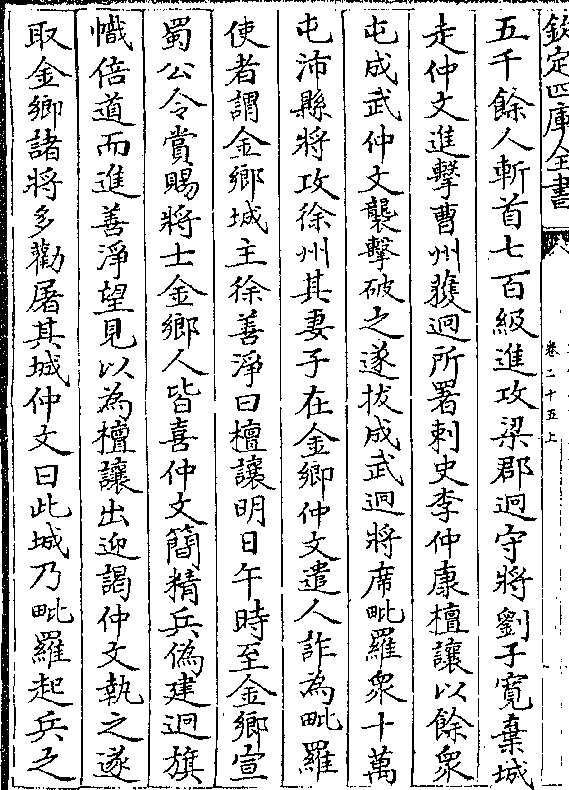 欽定四庫全書
卷二十五上
五千餘人斬首七百級進攻梁郡迥守將劉子寛棄城
走仲文進擊曹州獲迥所署刺史李仲康檀讓以餘衆
屯成武仲文襲擊破之遂拔成武迥將席毗羅衆十萬
屯沛縣將攻徐州其妻子在金鄉仲文遣人詐為毗羅
使者謂金鄉城主徐善淨曰檀讓明日午時至金鄉宣
蜀公令賞賜將士金鄉人皆喜仲文簡精兵偽建迥旗
幟倍道而進善淨望見以為檀讓出迎謁仲文執之遂
取金鄉諸將多勸屠其城仲文曰此城乃毗羅起兵之